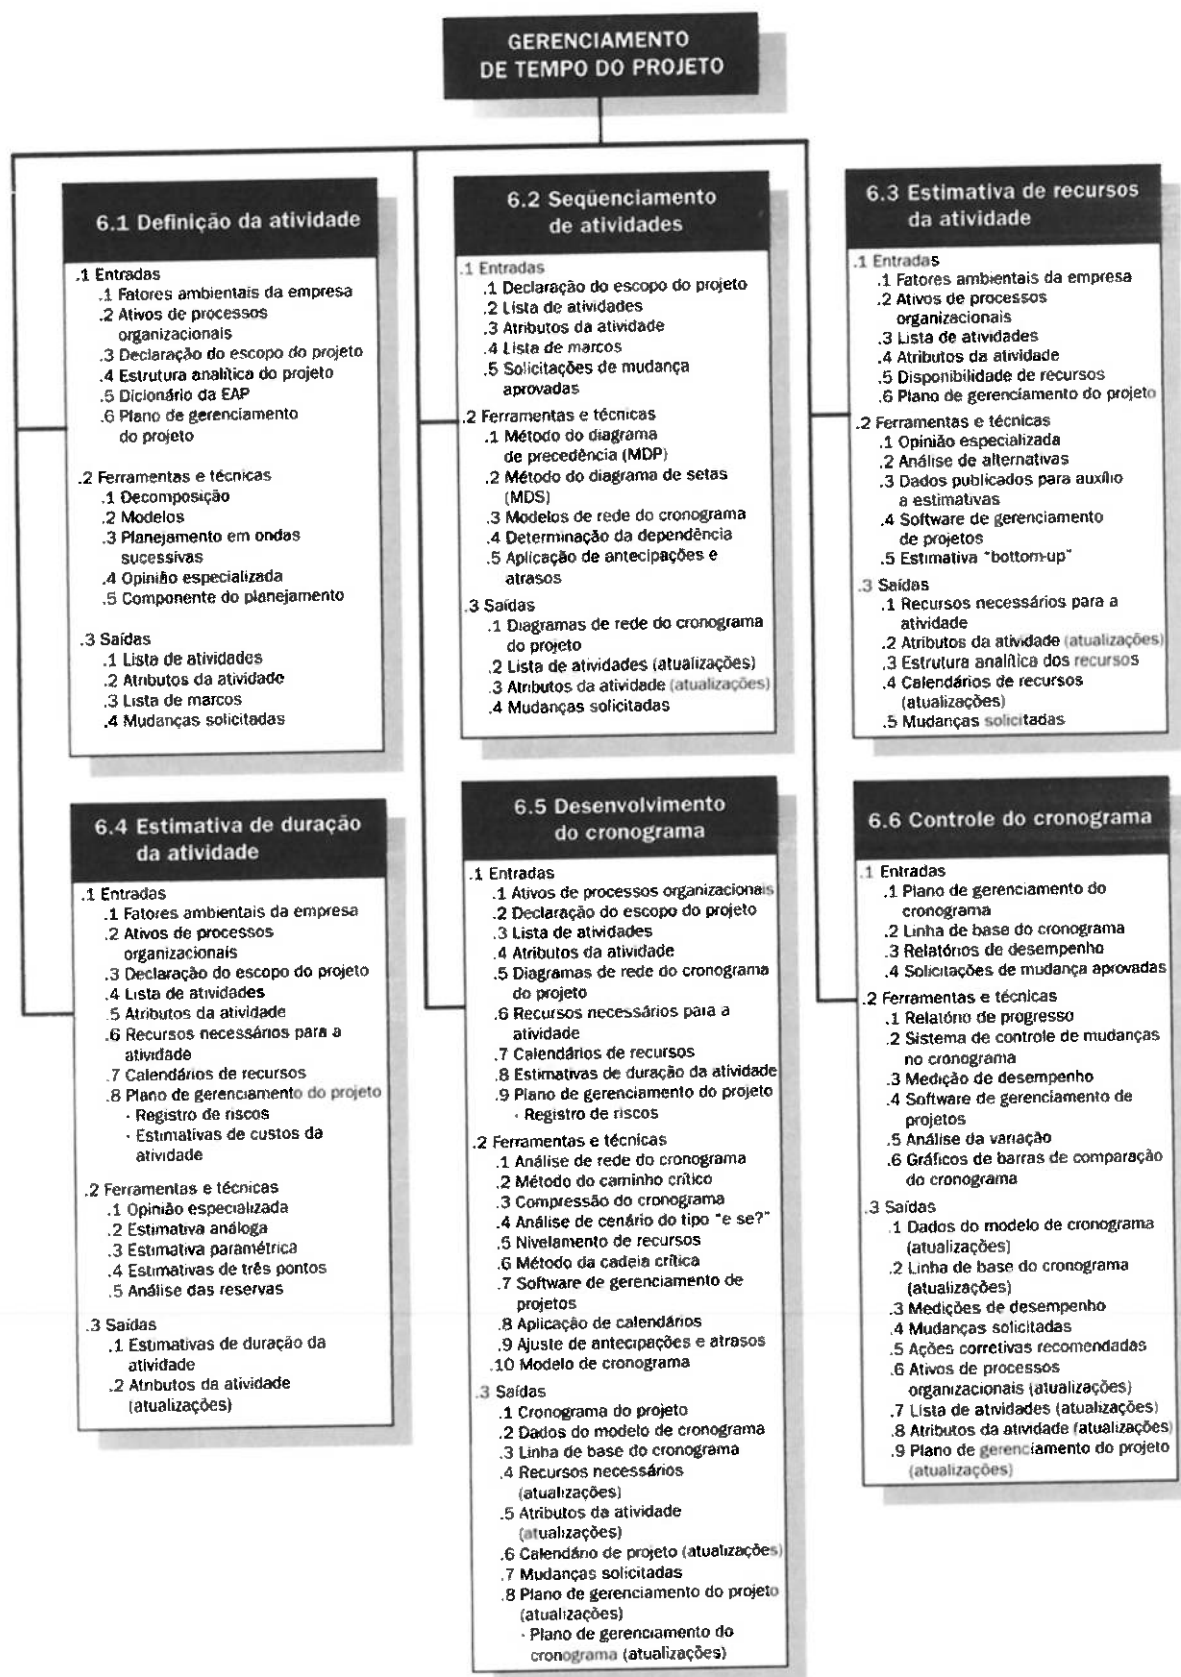 GERENCIAMENTO
DE TEMPO DO PROJETO
6.1 Definição da atividade
.1 Entradas
.1 Fatores ambientais da empresa
.2 Ativos de processos
organizacionais
.3 Declaração do escopo do projeto
.4 Estrutura analítica do projeto
.5 Dicionário da EAP
.6 Plano de gerenciamento
do projeto
.2 Ferramentas e técnicas
.1 Decomposição
.2 Modelos
.3 Planejamento em ondas
sucessivas
.4 Opinião especializada
.5 Componente do planejamento
.3 Saídas
.1 Lista de atividades
.2 Atributos da atividade
.3 Lista de marcos
.4 Mudanças solicitadas
6.2 Seqüenciamento
de atividades
.1 Entradas
.1 Declaração do escopo do projeto
.2 Lista de atividades
.3 Atributos da atividade
.4 Lista de marcos
.5 Solicitações de mudança
aprovadas
.2 Ferramentas e técnicas
.1 Método do diagrama
de precedência (MDP)
.2 Método do diagrama de setas
(MDS)
.3 Modelos de rede do cronograma
.4 Determinação da dependência
.5 Aplicação de antecipações e
atrasos
.3 Saídas
.1 Diagramas de rede do cronograma
do projeto
.2 Lista de atividades (atualizações)
.3 Atributos da atividade (atualizações)
.4 Mudanças solicitadas
6.3 Estimativa de recursos
da atividade
.1 Entradas
.1 Fatores ambientais da empresa
.2 Ativos de processos
organizacionais
.3 Lista de atividades
.4 Atributos da atividade
.5 Disponibilidade de recursos
.6 Plano de gerenciamento do projeto
.2 Ferramentas e técnicas
.1 Opinião especializada
.2 Análise de alternativas
.3 Dados publicados para auxílio
a estimativas
.4 Software de gerenciamento
de projetos
.5 Estimativa "bottom-up"
.3 Saídas
.1 Recursos necessários para a
atividade
.2 Atributos da atividade (atualizações)
.3 Estrutura analítica dos recursos
.4 Calendários de recursos
(atualizações)
.5 Mudanças solicitadas
6.4 Estimativa de duração
da atividade
.1 Entradas
.1 Fatores ambientais da empresa
.2 Ativos de processos
organizacionais
.3 Declaração do escopo do projeto
.4 Lista de atividades
.5 Atributos da atividade
.6 Recursos necessários para a
atividade
.7 Calendários de recursos
.8 Plano de gerenciamento do projeto
· Registro de riscos
· Estimativas de custos da
atividade
.2 Ferramentas e técnicas
.1 Opinião especializada
.2 Estimativa análoga
.3 Estimativa paramétrica
.4 Estimativas de três pontos
.5 Análise das reservas
.3 Saídas
.1 Estimativas de duração da
atividade
.2 Atributos da atividade
(atualizações)
6.5 Desenvolvimento
do cronograma
.1 Entradas
.1 Ativos de processos organizacionais
.2 Declaração do escopo do projeto
.3 Lista de atividades
.4 Atributos da atividade
.5 Diagramas de rede do cronograma
do projeto
.6 Recursos necessários para a
atividade
.7 Calendários de recursos
.8 Estimativas de duração da atividade
.9 Plano de gerenciamento do projeto
· Registro de riscos
.2 Ferramentas e técnicas
.1 Análise de rede do cronograma
.2 Método do caminho crítico
.3 Compressão do cronograma
.4 Análise de cenário do tipo "e se?"
.5 Nivelamento de recursos
.6 Método da cadeia crítica
.7 Software de gerenciamento de
projetos
.8 Aplicação de calendários
.9 Ajuste de antecipações e atrasos
.10 Modelo de cronograma
.3 Saídas
.1 Cronograma do projeto
.2 Dados do modelo de cronograma
.3 Linha de base do cronograma
.4 Recursos necessários
(atualizações)
.5 Atributos da atividade
(atualizações)
.6 Calendário de projeto (atualizações)
.7 Mudanças solicitadas
.8 Plano de gerenciamento do projeto
(atualizações)
· Plano de gerenciamento do
cronograma (atualizações)
6.6 Controle do cronograma
.1 Entradas
.1 Plano de gerenciamento do
cronograma
.2 Linha de base do cronograma
.3 Relatórios de desempenho
.4 Solicitações de mudança aprovadas
.2 Ferramentas e técnicas
.1 Relatório de progresso
.2 Sistema de controle de mudanças
no cronograma
.3 Medição de desempenho
.4 Software de gerenciamento de
projetos
.5 Análise da variação
.6 Gráficos de barras de comparação
do cronograma
.3 Saídas
.1 Dados do modelo de cronograma
(atualizações)
.2 Linha de base do cronograma
(atualizações)
.3 Medições de desempenho
.4 Mudanças solicitadas
.5 Ações corretivas recomendadas
.6 Ativos de processos
organizacionais (atualizações)
.7 Lista de atividades (atualizações)
.8 Atributos da atividade (atualizações)
.9 Plano de gerenciamento do projeto
(atualizações)